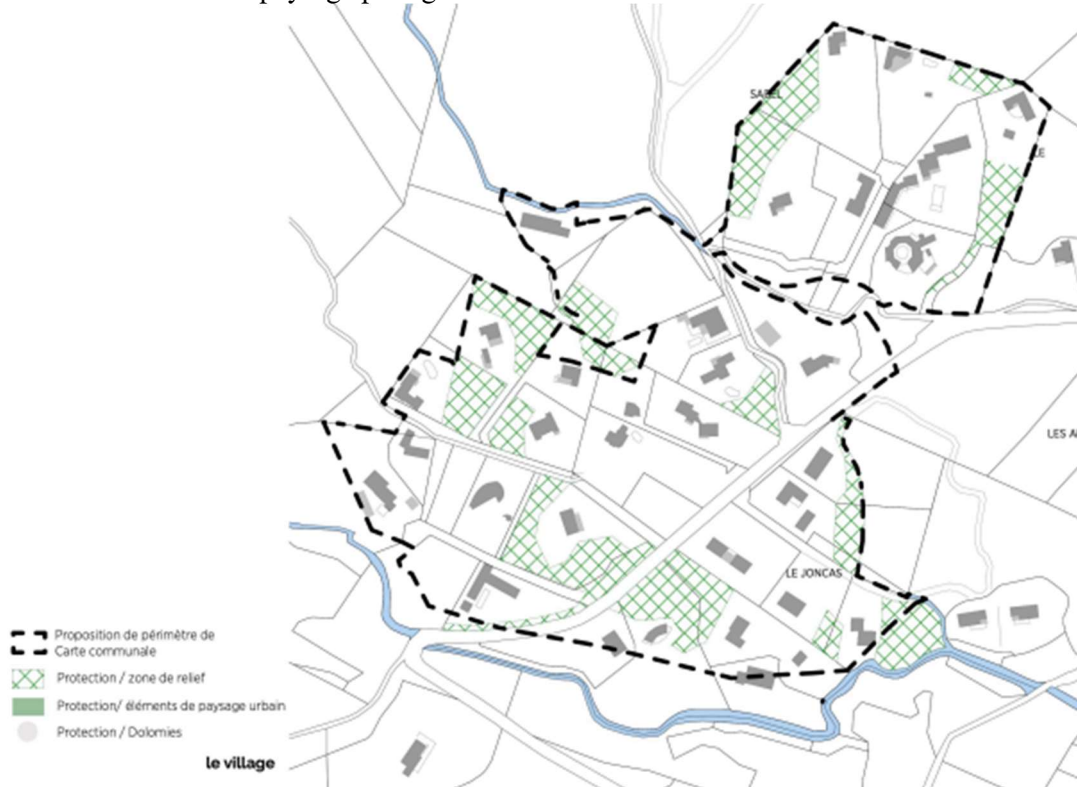 SABEL
LE
LES A
LE JONCAS
Proposition de périmètre de
Carte communale
Protection / zone de relief
Protection/ éléments de paysage urbain
Protection / Dolomies
le village